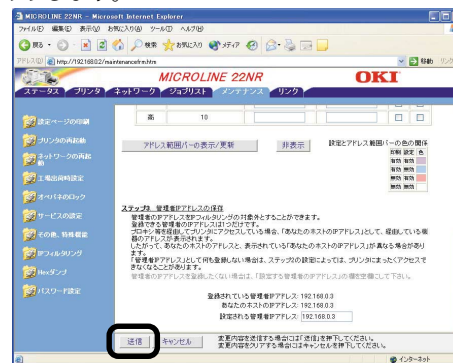 MICROLINE 22NR - Microsoft Internet Explorer
ファイル(F) 編集(E) 表示(V) お気に入り(A) ツール(T) ヘルプ(H)
戻る 検索 お気に入り メディア
アドレス(D) http://192.168.0.2/maintenancefrm.htm 移動 リンク
MICROLINE 22NR OKI
ステータス プリンタ ネットワーク ジョブリスト メンテナンス リンク
設定ページの印刷
プリンタの再起動
ネットワークの再起動
工場出荷時設定
オペパネのロック
サービスの設定
その他、特殊機能
IPフィルタリング
Hexダンプ
パスワード設定
高 10
アドレス範囲バーの表示/更新 非表示 設定とアドレス範囲バーの色の関係
印刷 設定 色
有効 有効
有効 無効
無効 有効
無効 無効
ステップ3. 管理者IPアドレスの保存
管理者のIPアドレスをIPフィルタリングの対象外とすることができます。
登録できる管理者のIPアドレスは1つだけです。
プロキシ等を経由してプリンタにアクセスしている場合、「あなたのホストのIPアドレス」として、経由している機器のアドレスが表示されます。
したがって、あなたのホストのアドレスと、表示されている「あなたのホストのIPアドレス」が異なる場合があります。
「管理者IPアドレス」として何も登録しない場合、ステップ2の設定によっては、プリンタにまったくアクセスできなくなることがあります。
管理者のIPアドレスを登録したくない場合は、「設定する管理者のIPアドレス」の欄を空欄にして下さい。
登録されている管理者IPアドレス: 192.168.0.3
あなたのホストのIPアドレス: 192.168.0.3
設定される管理者IPアドレス: 192.168.0.3
送信 キャンセル 変更内容を送信する場合には「送信」を押下してください。
変更内容をクリアする場合にはキャンセルを押下してください。
インターネット